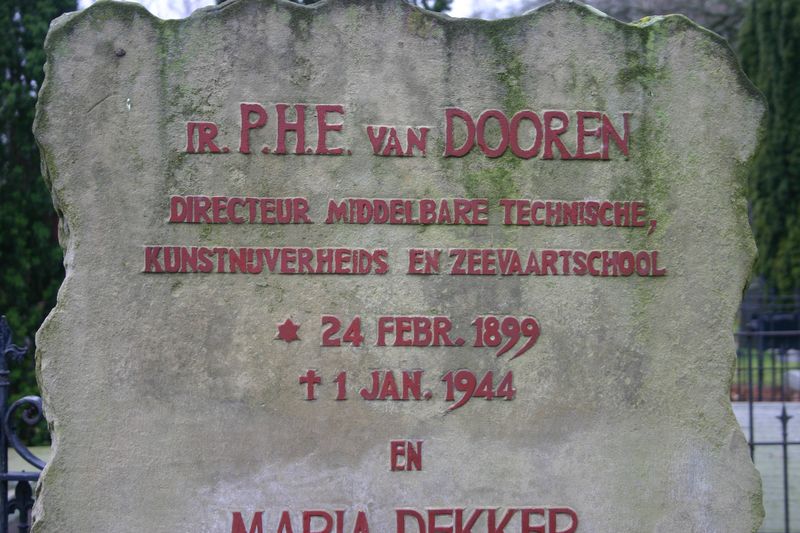 IR. P.H.E. VAN DOOREN
DIRECTEUR MIDDELBARE TECHNISCHE,
KUNSTNIJVERHEIDS EN ZEEVAARTSCHOOL
✶ 24 FEBR. 1899
† 1 JAN. 1944
EN
MARIA DEKKER